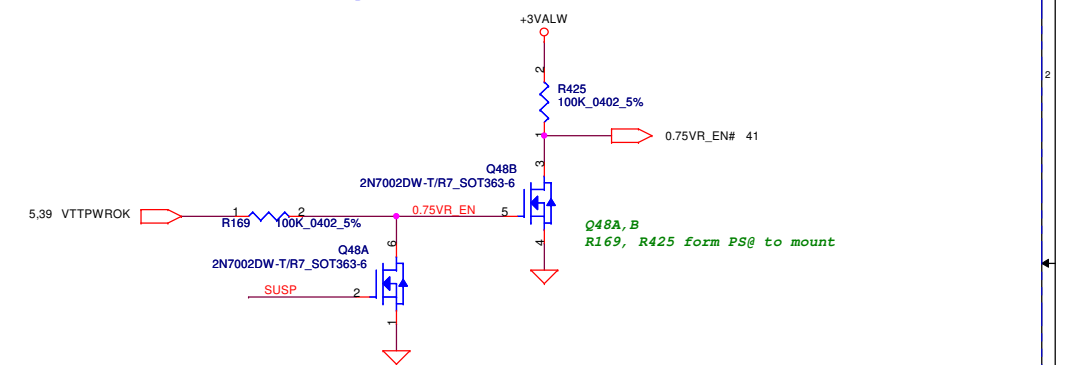 +3VALW
2
R425
100K_0402_5%
2
1
0.75VR_EN# 41
Q48B
2N7002DW-T/R7_SOT363-6
3
5,39 VTTPWROK
1
2
0.75VR_EN
5
R169
100K_0402_5%
Q48A,B
R169, R425 form PS@ to mount
4
Q48A
2N7002DW-T/R7_SOT363-6
6
SUSP
2
1